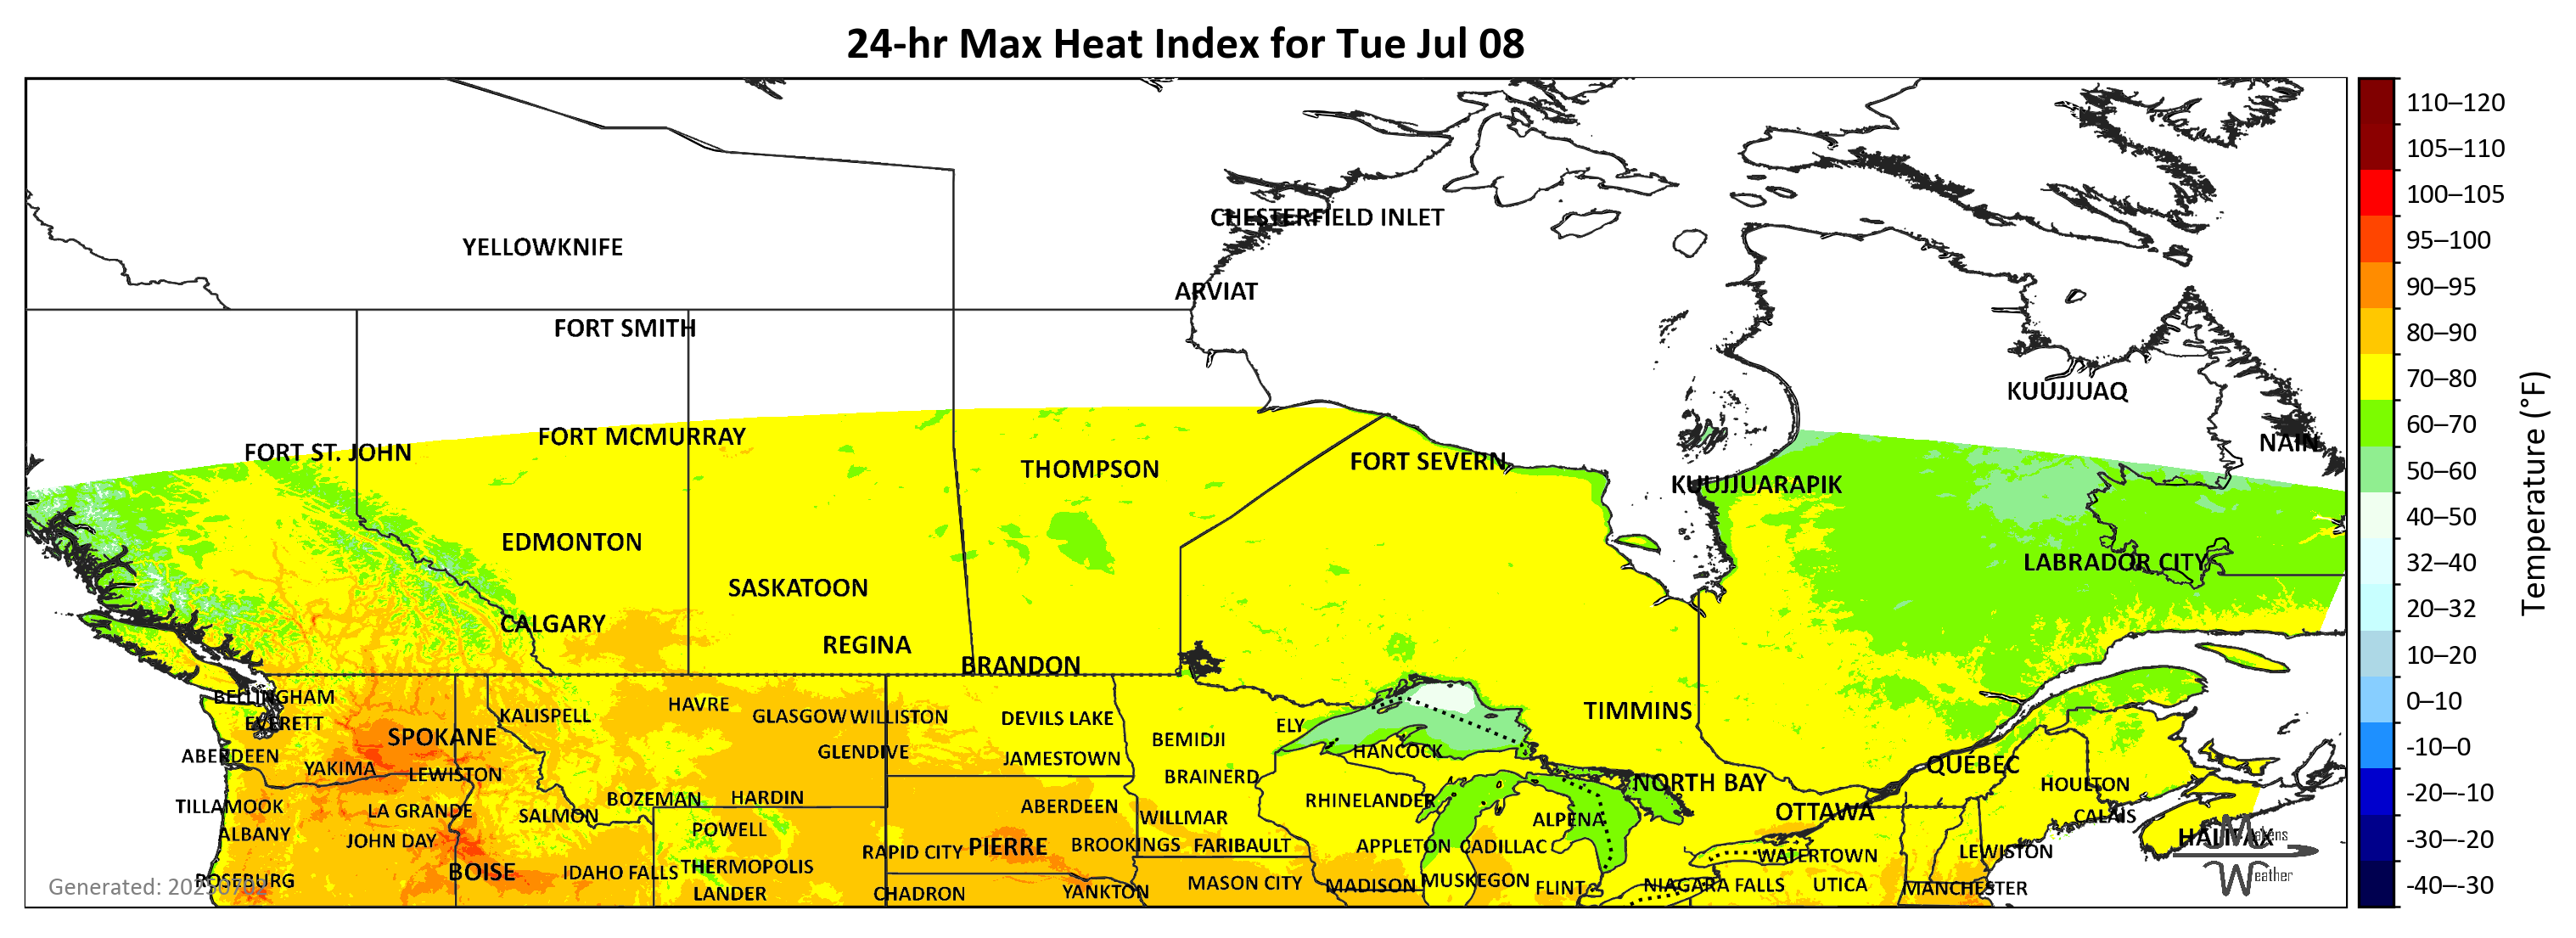 24-hr Max Heat Index for Tue Jul 08
CHESTERFIELD INLET
YELLOWKNIFE
ARVIAT
FORT SMITH
KUUJJUAQ
FORT MCMURRAY
NAIN
FORT ST. JOHN
THOMPSON
FORT SEVERN
KUUJJUARAPIK
EDMONTON
LABRADOR CITY
SASKATOON
CALGARY
REGINA
BRANDON
BELLINGHAM
HAVRE
KALISPELL
GLASGOW
WILLISTON
DEVILS LAKE
TIMMINS
EVERETT
ELY
SPOKANE
BEMIDJI
GLENDIVE
HANCOCK
ABERDEEN
JAMESTOWN
QUÉBEC
YAKIMA
LEWISTON
BRAINERD
NORTH BAY
HOULTON
BOZEMAN
HARDIN
RHINELANDER
TILLAMOOK
ABERDEEN
LA GRANDE
SALMON
WILLMAR
ALPENA
OTTAWA
CALAIS
ALBANY
POWELL
HALIFAX
JOHN DAY
PIERRE
BROOKINGS
FARIBAULT
APPLETON
CADILLAC
RAPID CITY
WATERTOWN
LEWISTON
BOISE
IDAHO FALLS
THERMOPOLIS
ROSEBURG
MASON CITY
MADISON
MUSKEGON
FLINT
NIAGARA FALLS
UTICA
MANCHESTER
LANDER
CHADRON
YANKTON
Weather
110–120
105–110
100–105
95–100
90–95
80–90
70–80
60–70
50–60
40–50
32–40
20–32
10–20
0–10
-10–0
-20–-10
-30–-20
-40–-30
Temperature (°F)
Generated: